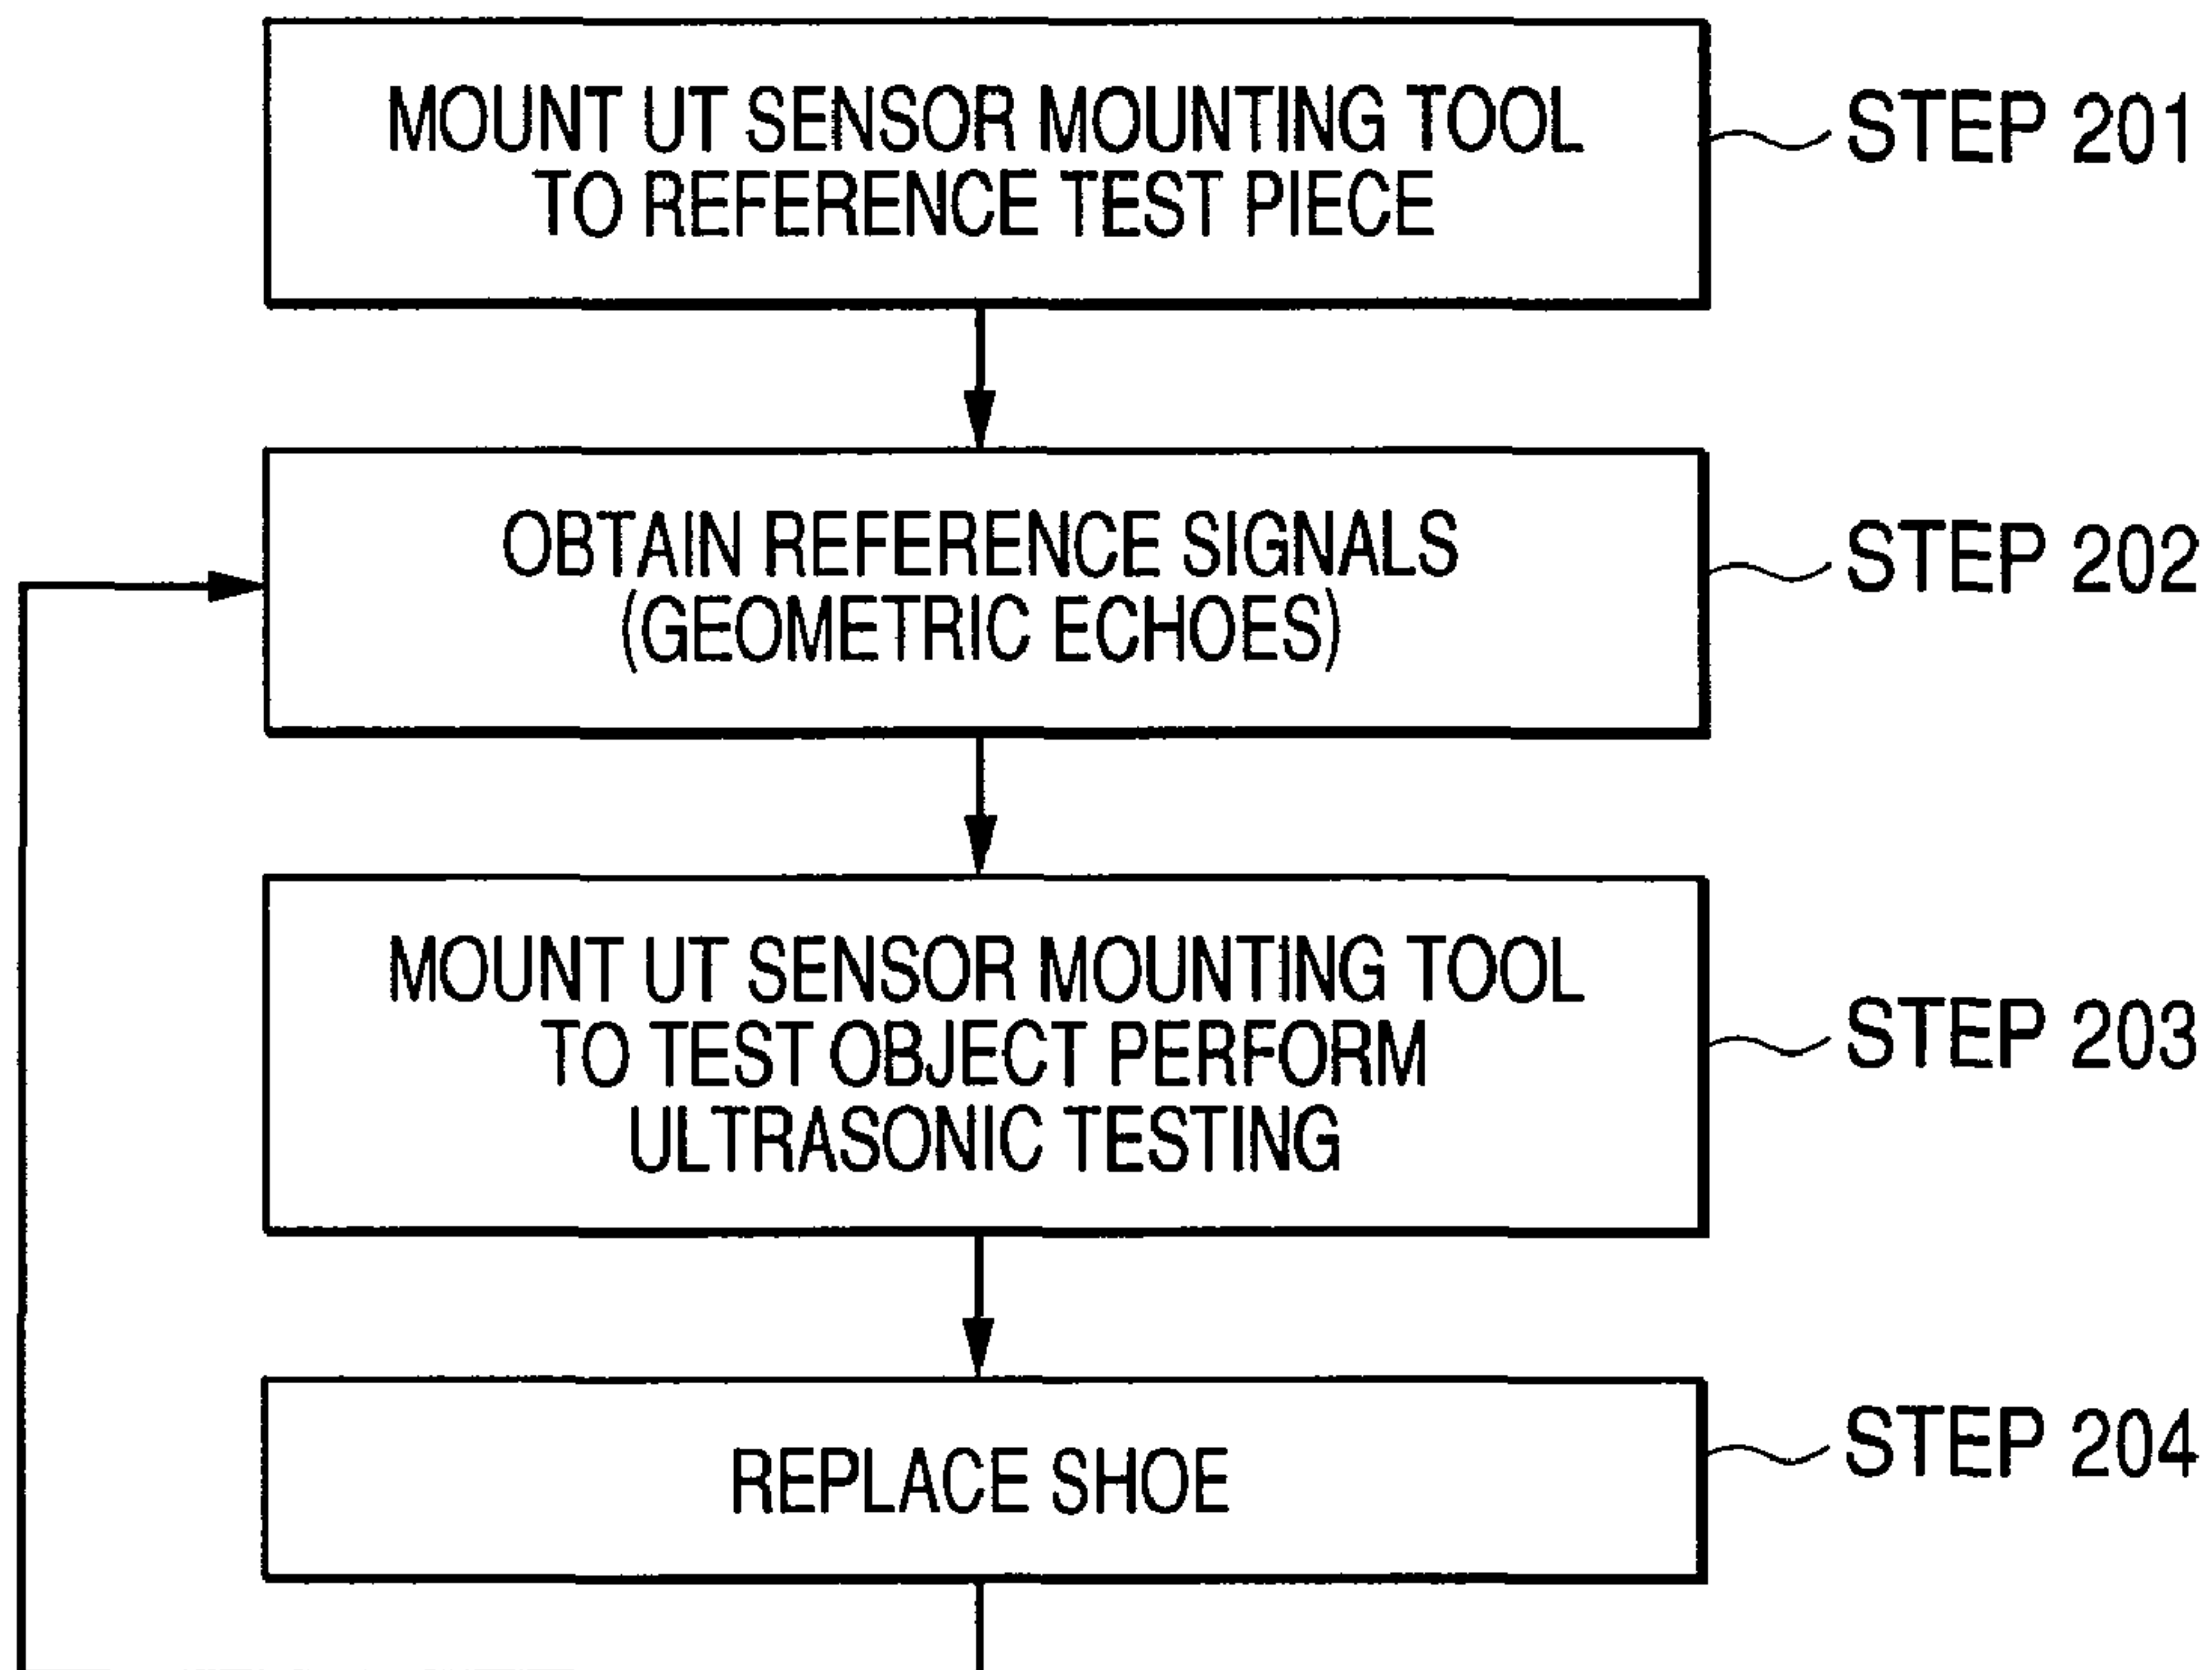 MOUNT UT SENSOR MOUNTING TOOL
TO REFERENCE TEST PIECE
STEP 201
OBTAIN REFERENCE SIGNALS
(GEOMETRIC ECHOES)
STEP 202
MOUNT UT SENSOR MOUNTING TOOL
TO TEST OBJECT PERFORM
ULTRASONIC TESTING
STEP 203
REPLACE SHOE
STEP 204